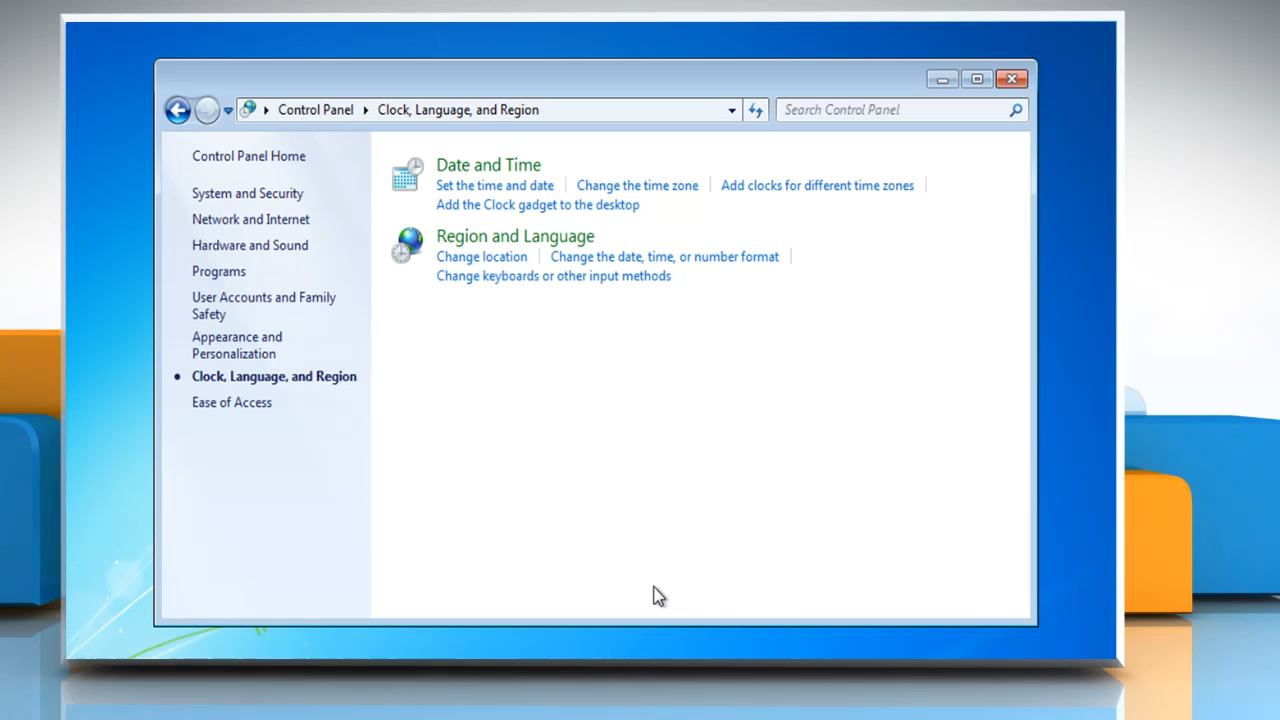 Control Panel Clock, Language, and Region Search Control Panel
Control Panel Home
System and Security
Network and Internet
Hardware and Sound
Programs
User Accounts and Family
Safety
Appearance and
Personalization
Clock, Language, and Region
Ease of Access
Date and Time
Set the time and date Change the time zone Add clocks for different time zones
Add the Clock gadget to the desktop
Region and Language
Change location Change the date, time, or number format
Change keyboards or other input methods